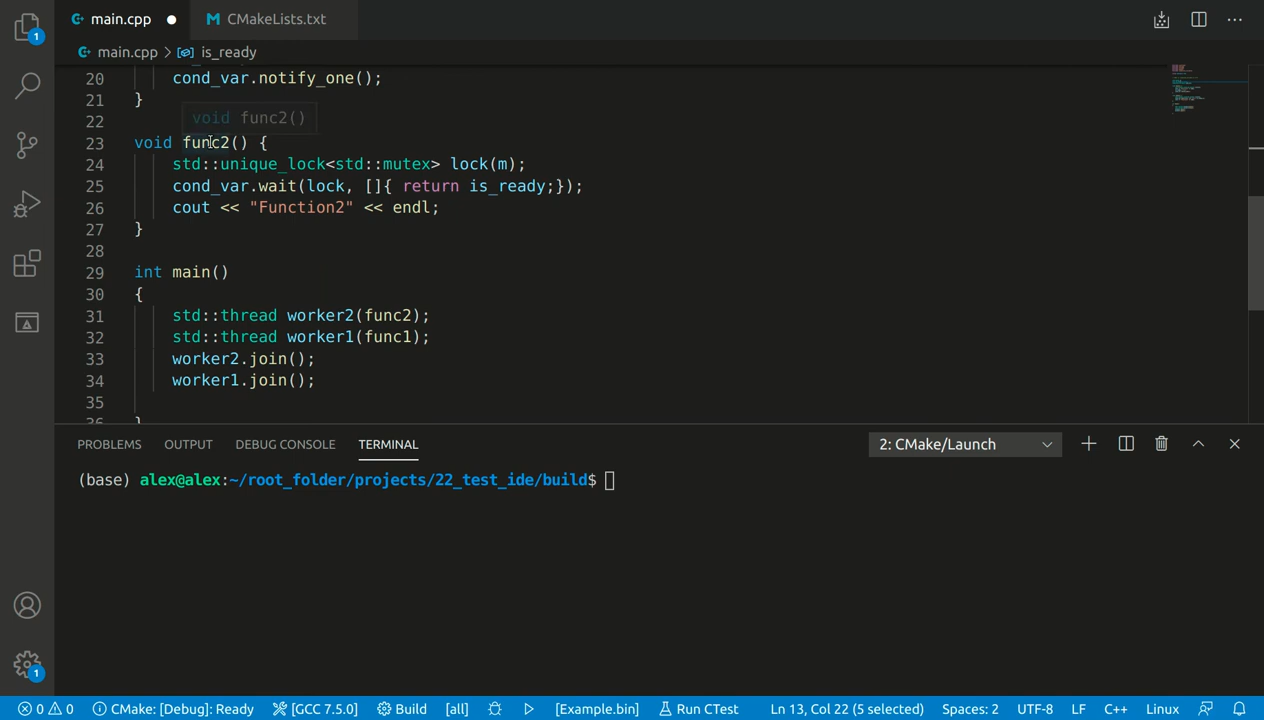 main.cpp
CMakeLists.txt
main.cpp > is_ready
20 cond_var.notify_one();
21 }
22
void func2()
23 void func2() {
24 std::unique_lock<std::mutex> lock(m);
25 cond_var.wait(lock, []{ return is_ready;});
26 cout << "Function2" << endl;
27 }
28
29 int main()
30 {
31 std::thread worker2(func2);
32 std::thread worker1(func1);
33 worker2.join();
34 worker1.join();
35
36 }
1
PROBLEMS OUTPUT DEBUG CONSOLE TERMINAL 2: CMake/Launch
(base) alex@alex:~/root_folder/projects/22_test_ide/build$
1
0 0 CMake: [Debug]: Ready [GCC 7.5.0] Build [all] [Example.bin] Run CTest Ln 13, Col 22 (5 selected) Spaces: 2 UTF-8 LF C++ Linux